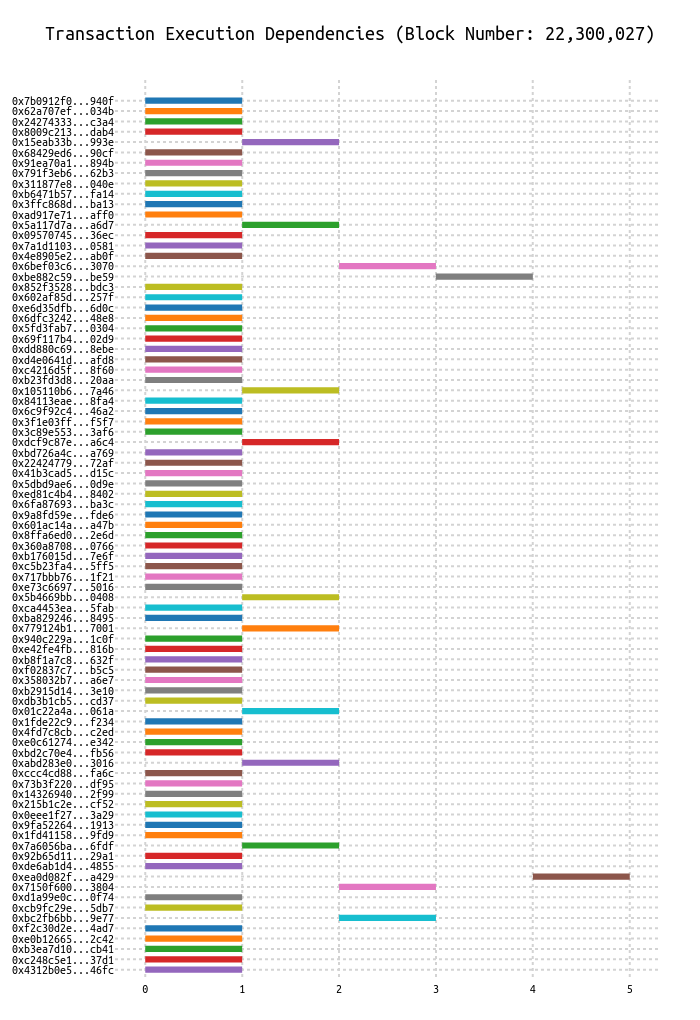 Transaction Execution Dependencies (Block Number: 22,300,027)
0x7b0912f0...940f
0x62a707ef...034b
0x24274333...c3a4
0x8009c213...dab4
0x15eab33b...993e
0x68429ed6...90cf
0x91ea70a1...894b
0x791f3eb6...62b3
0x311877e8...040e
0xb6471b57...fa14
0x3ffc868d...ba13
0xad917e71...aff0
0x5a117d7a...a6d7
0x09570745...36ec
0x7a1d1103...0581
0x4e8905e2...ab0f
0x6bef03c6...3070
0xbe882c59...be59
0x852f3528...bdc3
0x602af85d...257f
0xe6d35dfb...6d0c
0x6dfc3242...48e8
0x5fd3fab7...0304
0x69f117b4...02d9
0xdd880c69...8ebe
0xd4e0641d...afd8
0xc4216d5f...8f60
0xb23fd3d8...20aa
0x105110b6...7a46
0x84113eae...8fa4
0x6c9f92c4...46a2
0x3f1e03ff...f5f7
0x3c89e553...3af6
0xdcf9c87e...a6c4
0xbd726a4c...a769
0x22424779...72af
0x41b3cad5...d15c
0x5dbd9ae6...0d9e
0xed81c4b4...8402
0x6fa87693...ba3c
0x9a8fd59e...fde6
0x601ac14a...a47b
0x8ffa6ed0...2e6d
0x360a8708...0766
0xb176015d...7e6f
0xc5b23fa4...5ff5
0x717bbb76...1f21
0xe73c6697...5016
0x5b4669bb...0408
0xca4453ea...5fab
0xba829246...8495
0x779124b1...7001
0x940c229a...1c0f
0xe42fe4fb...816b
0xb8f1a7c8...632f
0xf02837c7...b5c5
0x358032b7...a6e7
0xb2915d14...3e10
0xdb3b1cb5...cd37
0x01c22a4a...061a
0x1fde22c9...f234
0x4fd7c8cb...c2ed
0xe0c61274...e342
0xbd2c70e4...fb56
0xabd283e0...3016
0xccc4cd88...fa6c
0x73b3f220...df95
0x14326940...2f99
0x215b1c2e...cf52
0x0eee1f27...3a29
0x9fa52264...1913
0x1fd41158...9fd9
0x7a6056ba...6fdf
0x92b65d11...29a1
0xde6ab1d4...4855
0xea0d082f...a429
0x7150f600...3804
0xd1a99e0c...0f74
0xcb9fc29e...5db7
0xbc2fb6bb...9e77
0xf2c30d2e...4ad7
0xe0b12665...2c42
0xb3ea7d10...cb41
0xc248c5e1...37d1
0x4312b0e5...46fc
0 1 2 3 4 5